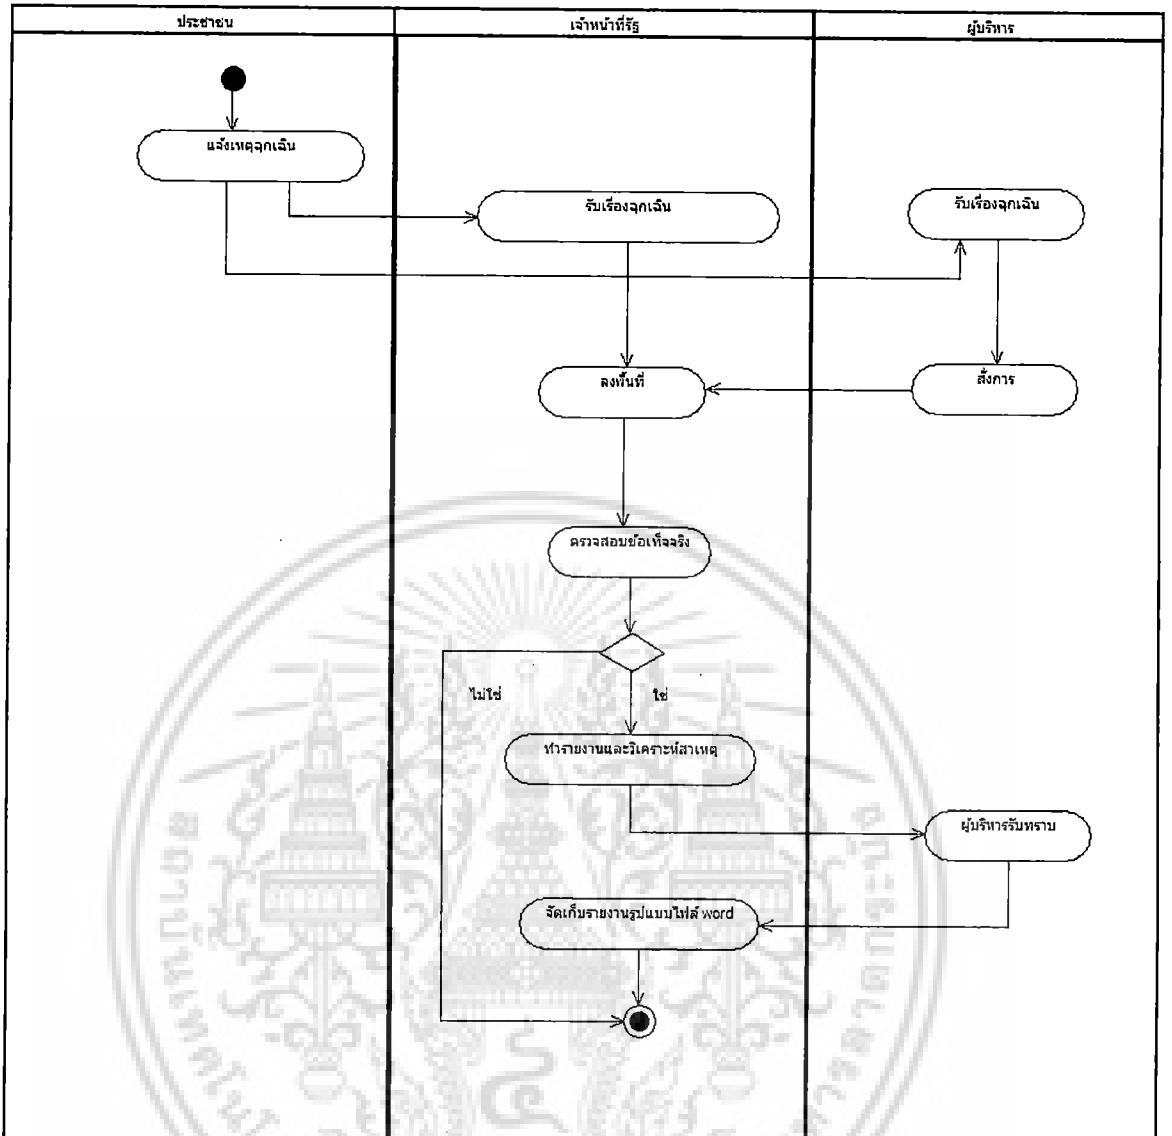 ประชาชน
เจ้าหน้าที่รัฐ
ผู้บริหาร
แจ้งเหตุฉุกเฉิน
รับเรื่องฉุกเฉิน
รับเรื่องฉุกเฉิน
ลงพื้นที่
สั่งการ
ตรวจสอบข้อเท็จจริง
ไม่ใช่
ใช่
ทำรายงานและวิเคราะห์สาเหตุ
ผู้บริหารรับทราบ
จัดเก็บรายงานรูปแบบไฟล์ word